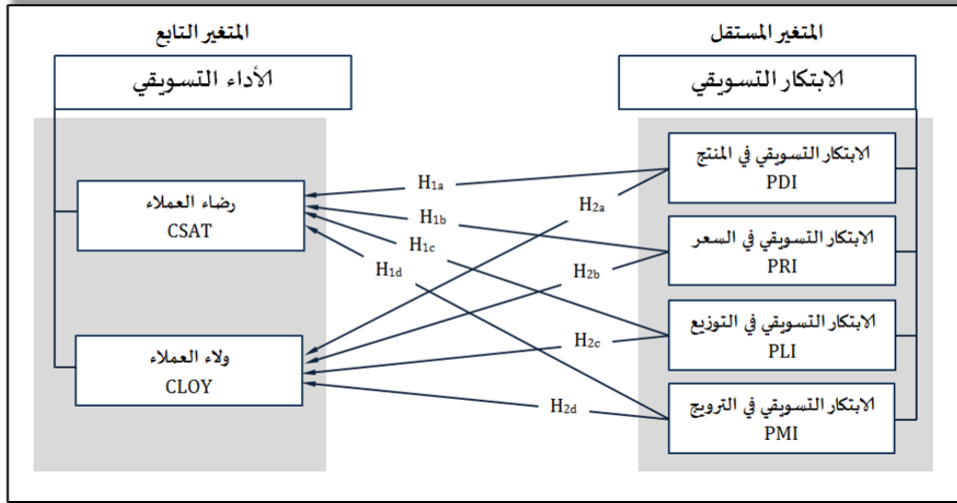 المتغير المستقل
المتغير التابع
الابتكار التسويقي
الأداء التسويقي
الابتكار التسويقي في المنتج
PDI
الابتكار التسويقي في السعر
PRI
الابتكار التسويقي في التوزيع
PLI
الابتكار التسويقي في الترويج
PMI
H1a
H2a
H1b
H1c
H1d
H2b
H2c
H2d
رضاء العملاء
CSAT
ولاء العملاء
CLOY